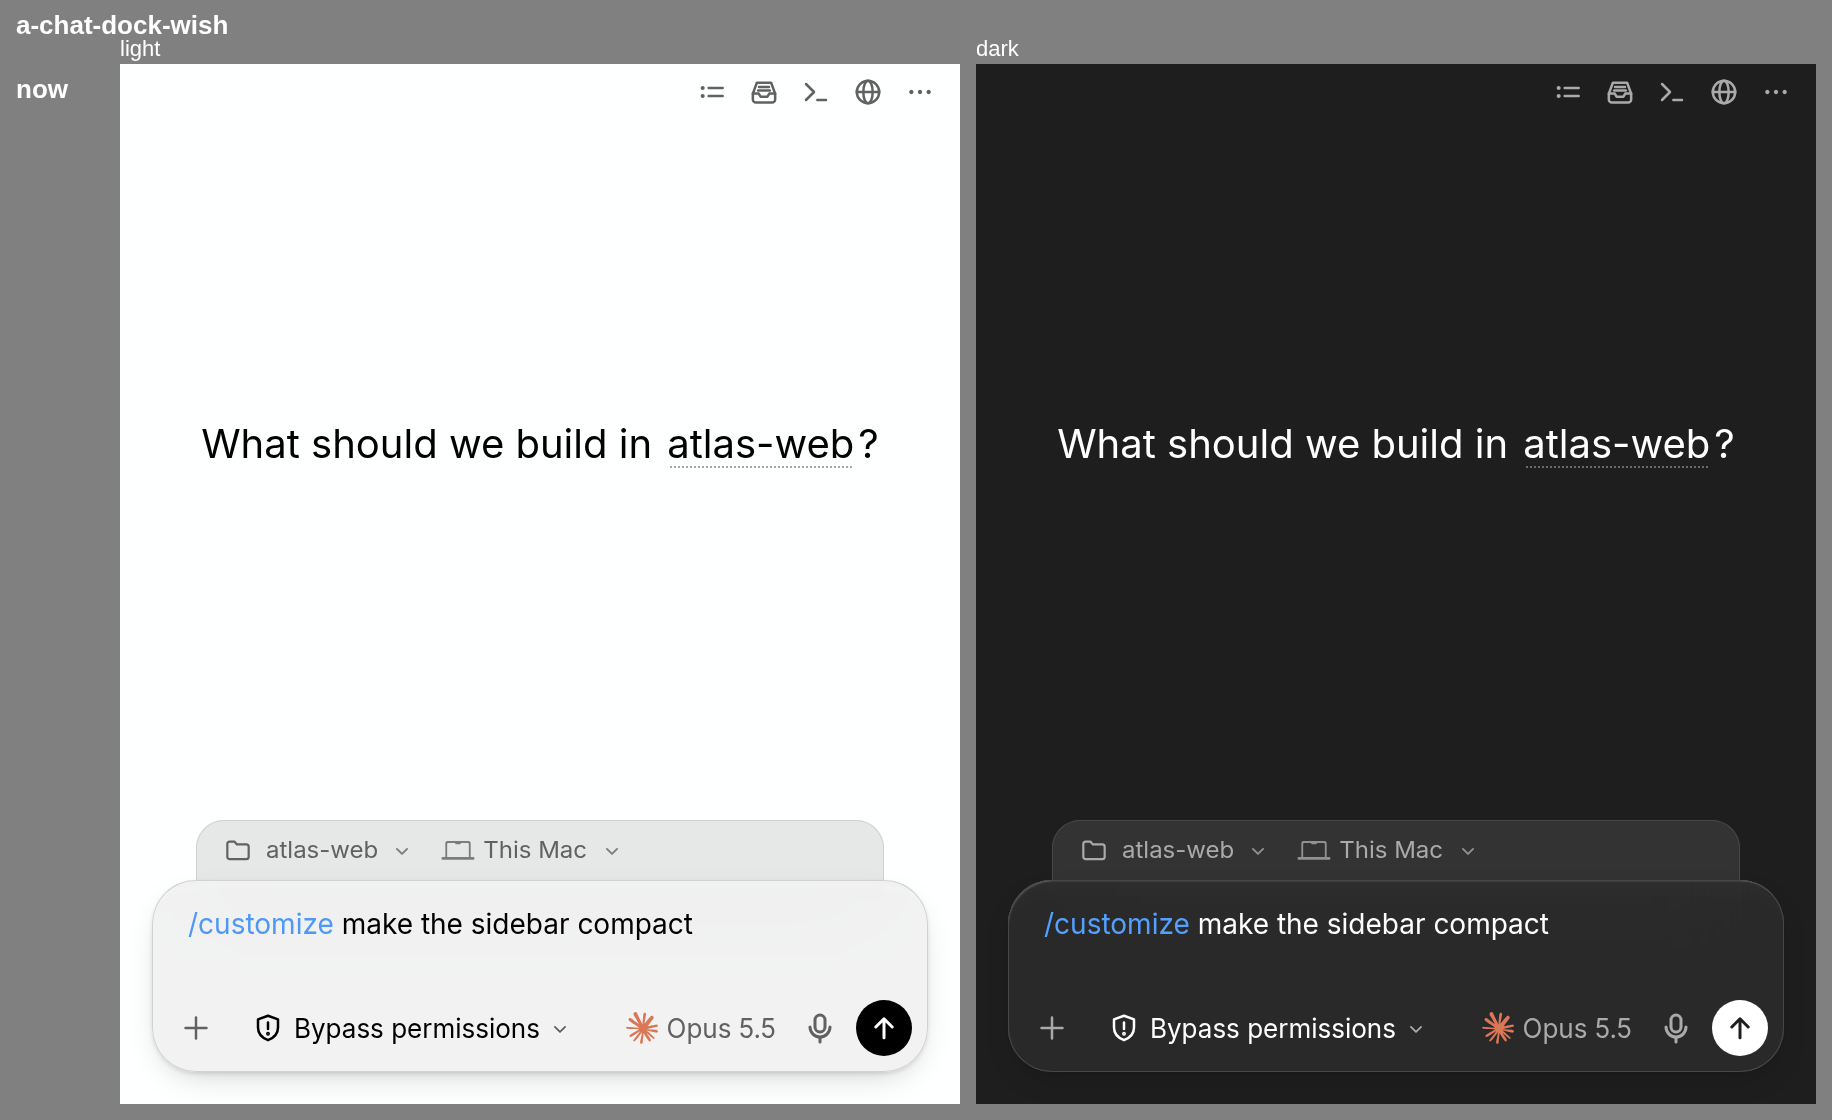 a-chat-dock-wish
light
dark
now
What should we build in atlas-web?
atlas-web This Mac
/customize make the sidebar compact
Bypass permissions Opus 5.5
What should we build in atlas-web?
atlas-web This Mac
/customize make the sidebar compact
Bypass permissions Opus 5.5